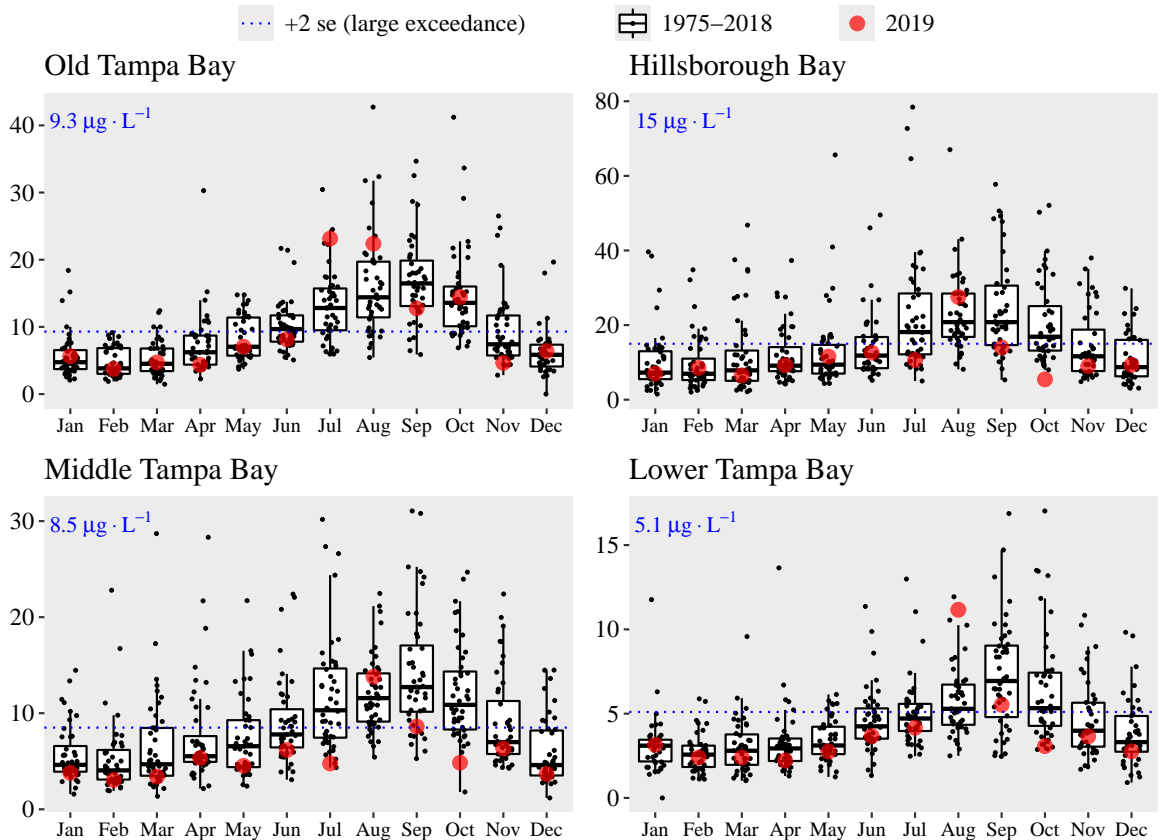 +2 se (large exceedance) 1975–2018 2019
Old Tampa Bay
9.3 μg · L⁻¹
40
30
20
10
0
Jan Feb Mar Apr May Jun Jul Aug Sep Oct Nov Dec
Hillsborough Bay
15 μg · L⁻¹
80
60
40
20
0
Jan Feb Mar Apr May Jun Jul Aug Sep Oct Nov Dec
Middle Tampa Bay
8.5 μg · L⁻¹
30
20
10
0
Jan Feb Mar Apr May Jun Jul Aug Sep Oct Nov Dec
Lower Tampa Bay
5.1 μg · L⁻¹
15
10
5
0
Jan Feb Mar Apr May Jun Jul Aug Sep Oct Nov Dec